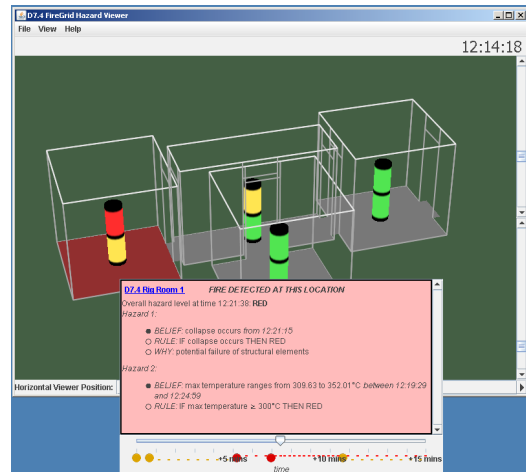 D7.4 FireGrid Hazard Viewer
File View Help
12:14:18
D7.4 Rig Room 1 FIRE DETECTED AT THIS LOCATION
Overall hazard level at time 12:21:38: RED
Hazard 1:
BELIEF: collapse occurs from 12:21:15
RULE: IF collapse occurs THEN RED
WHY: potential failure of structural elements
Hazard 2:
BELIEF: max temperature ranges from 309.63 to 352.01°C between 12:19:29
and 12:24:59
RULE: IF max temperature ≥ 300°C THEN RED
Horizontal Viewer Position:
+5 mins +10 mins +15 mins
time